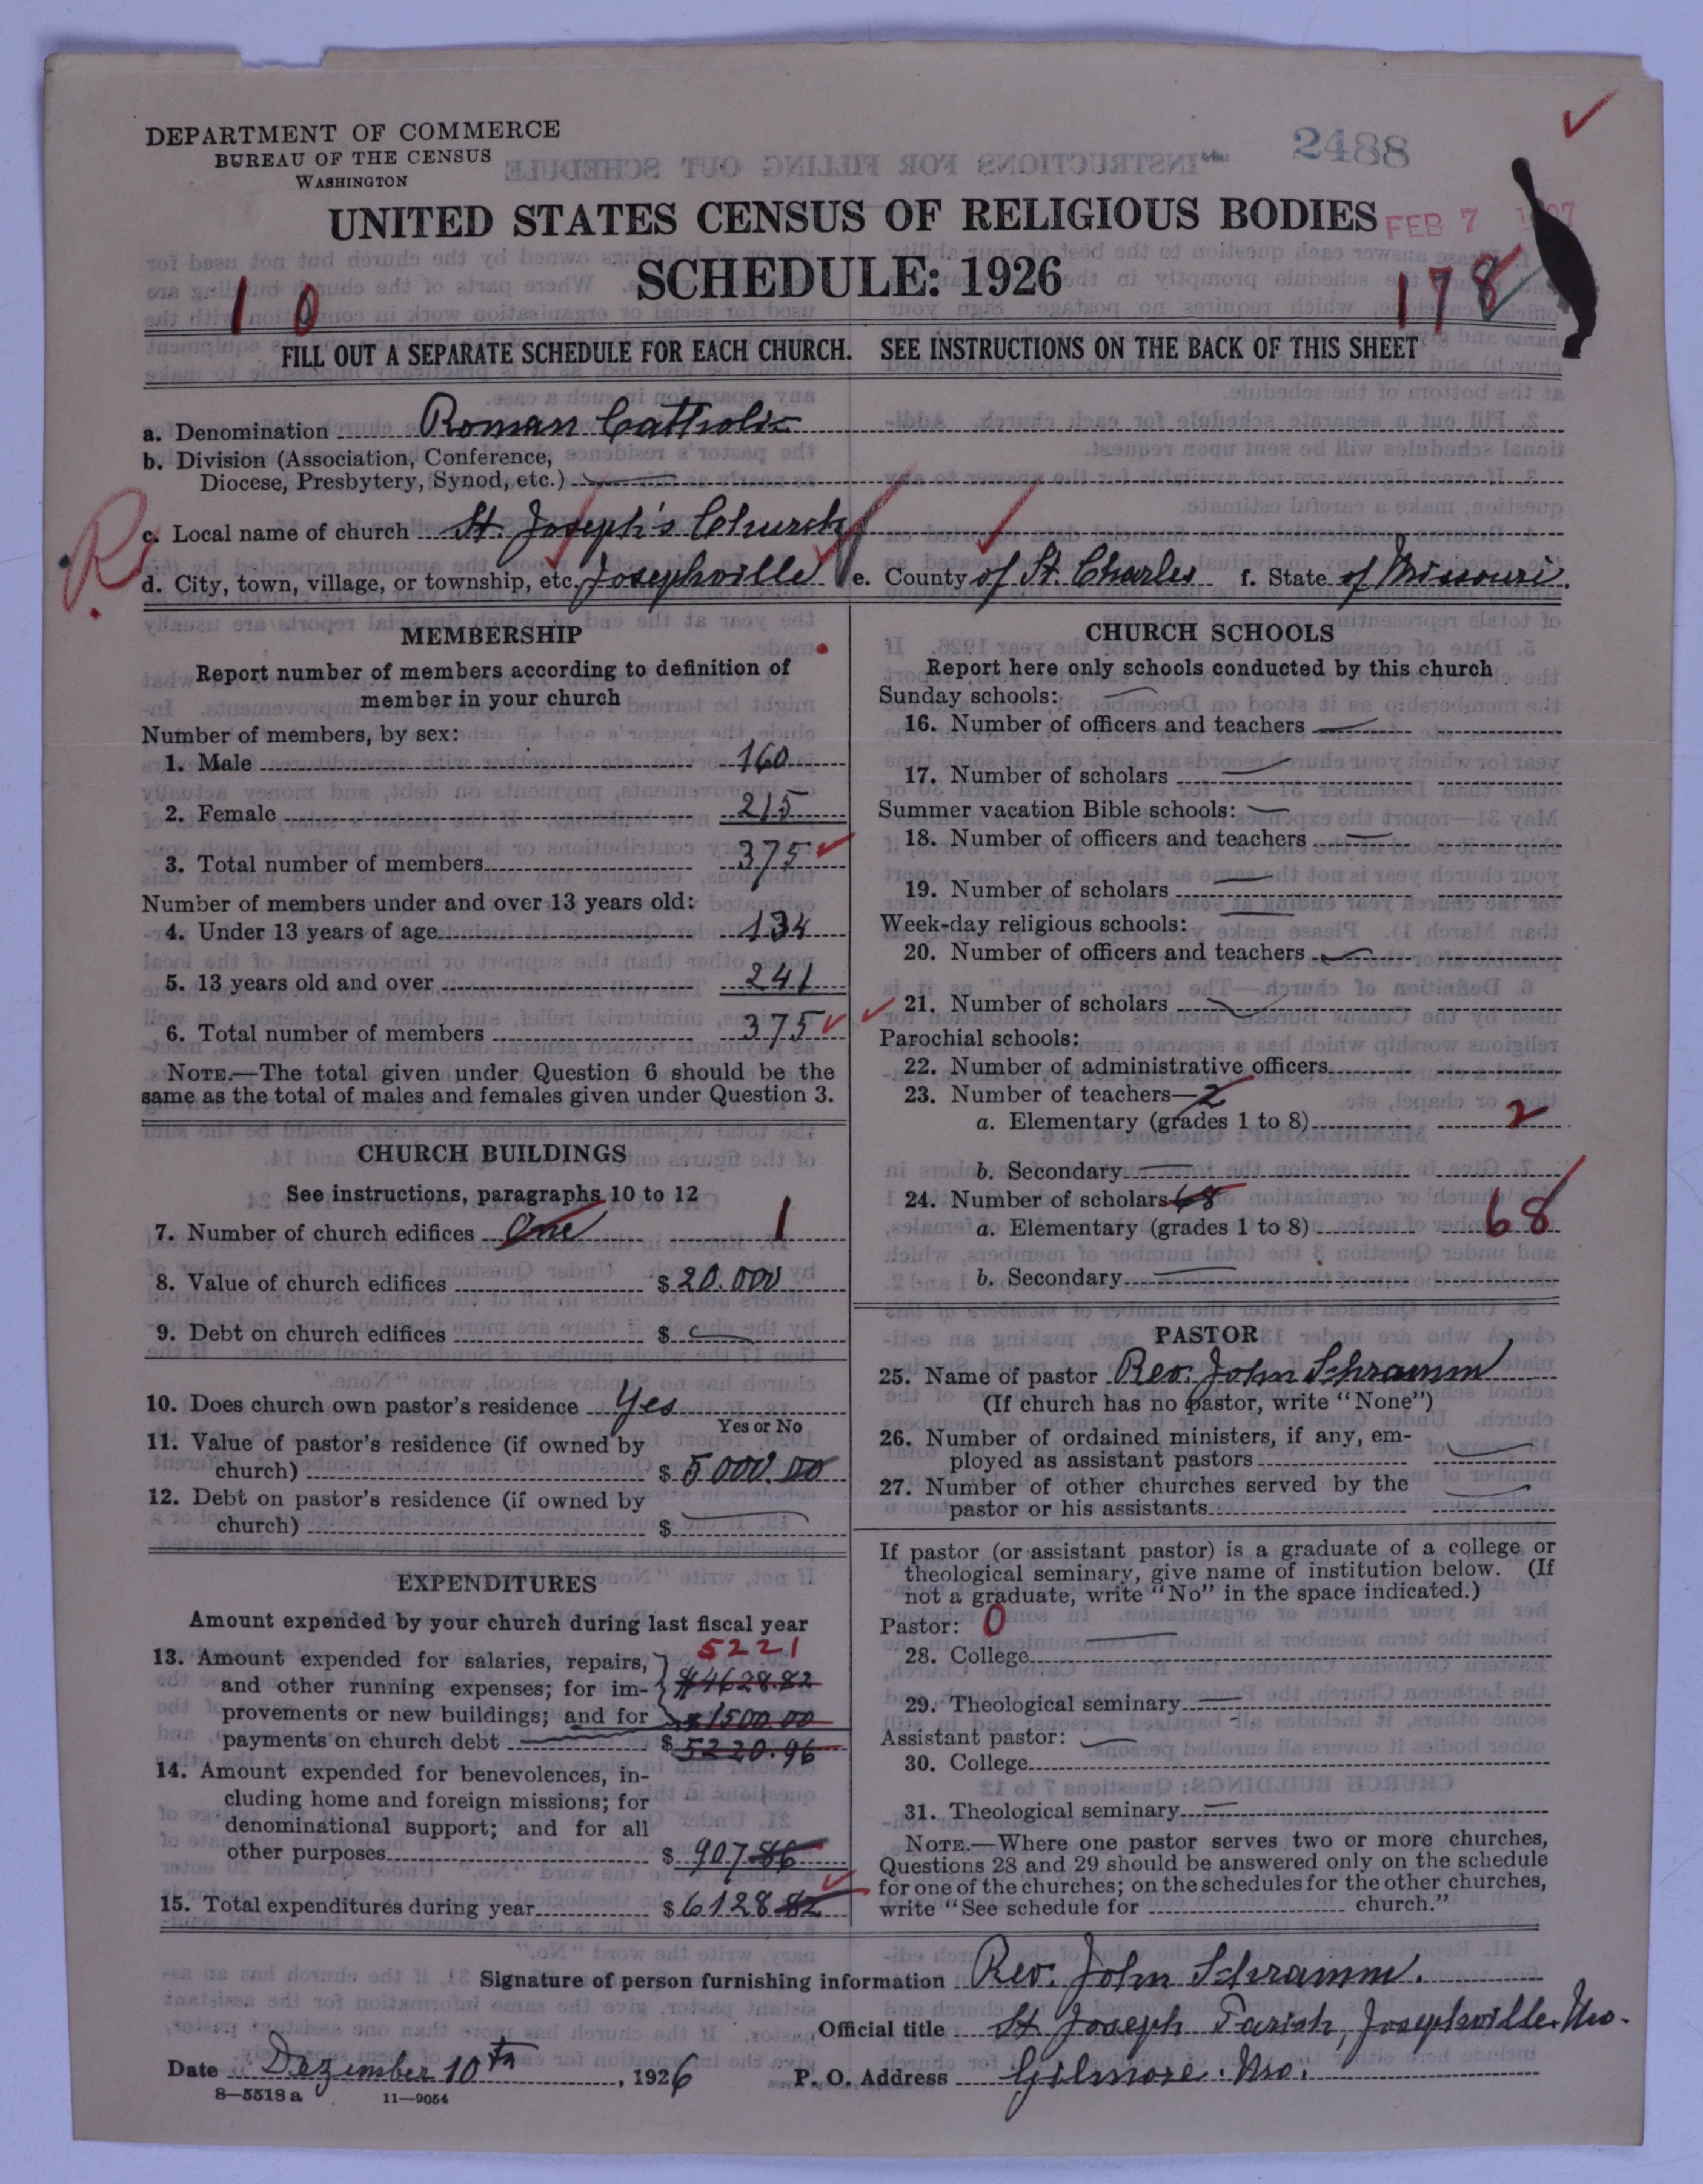 DEPARTMENT OF COMMERCE
BUREAU OF THE CENSUS
WASHINGTON
2488
UNITED STATES CENSUS OF RELIGIOUS BODIES
FEB 7 1927
SCHEDULE: 1926
1 0
178
FILL OUT A SEPARATE SCHEDULE FOR EACH CHURCH. SEE INSTRUCTIONS ON THE BACK OF THIS SHEET
a. Denomination Roman Catholic
b. Division (Association, Conference,
Diocese, Presbytery, Synod, etc.)
R.
c. Local name of church St. Joseph's Church
d. City, town, village, or township, etc. Josephville e. County of St. Charles f. State of Missouri.
MEMBERSHIP
Report number of members according to definition of
member in your church
Number of members, by sex:
1. Male 160
2. Female 215
3. Total number of members 375
Number of members under and over 13 years old:
4. Under 13 years of age 134
5. 13 years old and over 241
6. Total number of members 375
NOTE.—The total given under Question 6 should be the
same as the total of males and females given under Question 3.
CHURCH BUILDINGS
See instructions, paragraphs 10 to 12
7. Number of church edifices One 1
8. Value of church edifices $ 20.000
9. Debt on church edifices $
10. Does church own pastor's residence Yes
Yes or No
11. Value of pastor's residence (if owned by
church) $ 5000.00
12. Debt on pastor's residence (if owned by
church) $
EXPENDITURES
Amount expended by your church during last fiscal year
5221
13. Amount expended for salaries, repairs,
and other running expenses; for im- $4628.82
provements or new buildings; and for 1500.00
payments on church debt $ 5220.96
14. Amount expended for benevolences, in-
cluding home and foreign missions; for
denominational support; and for all
other purposes $ 907 86
15. Total expenditures during year $ 6128 82
CHURCH SCHOOLS
Report here only schools conducted by this church
Sunday schools:
16. Number of officers and teachers
17. Number of scholars
Summer vacation Bible schools:
18. Number of officers and teachers
19. Number of scholars
Week-day religious schools:
20. Number of officers and teachers
21. Number of scholars
Parochial schools:
22. Number of administrative officers
23. Number of teachers—2
a. Elementary (grades 1 to 8) 2
b. Secondary
24. Number of scholars 68
a. Elementary (grades 1 to 8) 68
b. Secondary
PASTOR
25. Name of pastor Rev. John Schramm
(If church has no pastor, write "None")
26. Number of ordained ministers, if any, em-
ployed as assistant pastors
27. Number of other churches served by the
pastor or his assistants
If pastor (or assistant pastor) is a graduate of a college or
theological seminary, give name of institution below. (If
not a graduate, write "No" in the space indicated.)
Pastor: 0
28. College
29. Theological seminary
Assistant pastor:
30. College
31. Theological seminary
NOTE.—Where one pastor serves two or more churches,
Questions 28 and 29 should be answered only on the schedule
for one of the churches; on the schedules for the other churches,
write "See schedule for church."
Signature of person furnishing information Rev. John Schramm.
Official title St Joseph Parish, Josephville. Mo.
Date Dezember 10th, 1926 P. O. Address Gilmore. Mo.
8—5518 a 11—9054